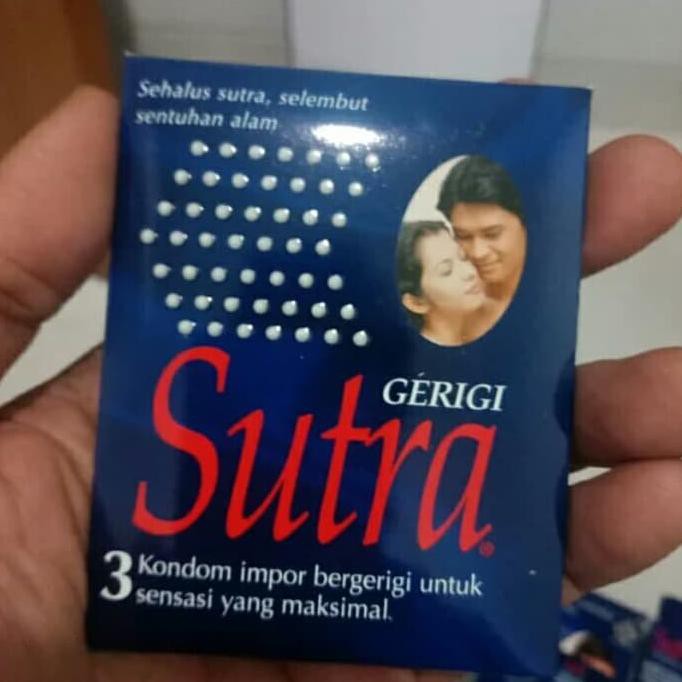 Sehalus sutra, selembut
sentuhan alam
GÉRIGI
Sutra®
3 Kondom impor bergerigi untuk
sensasi yang maksimal.